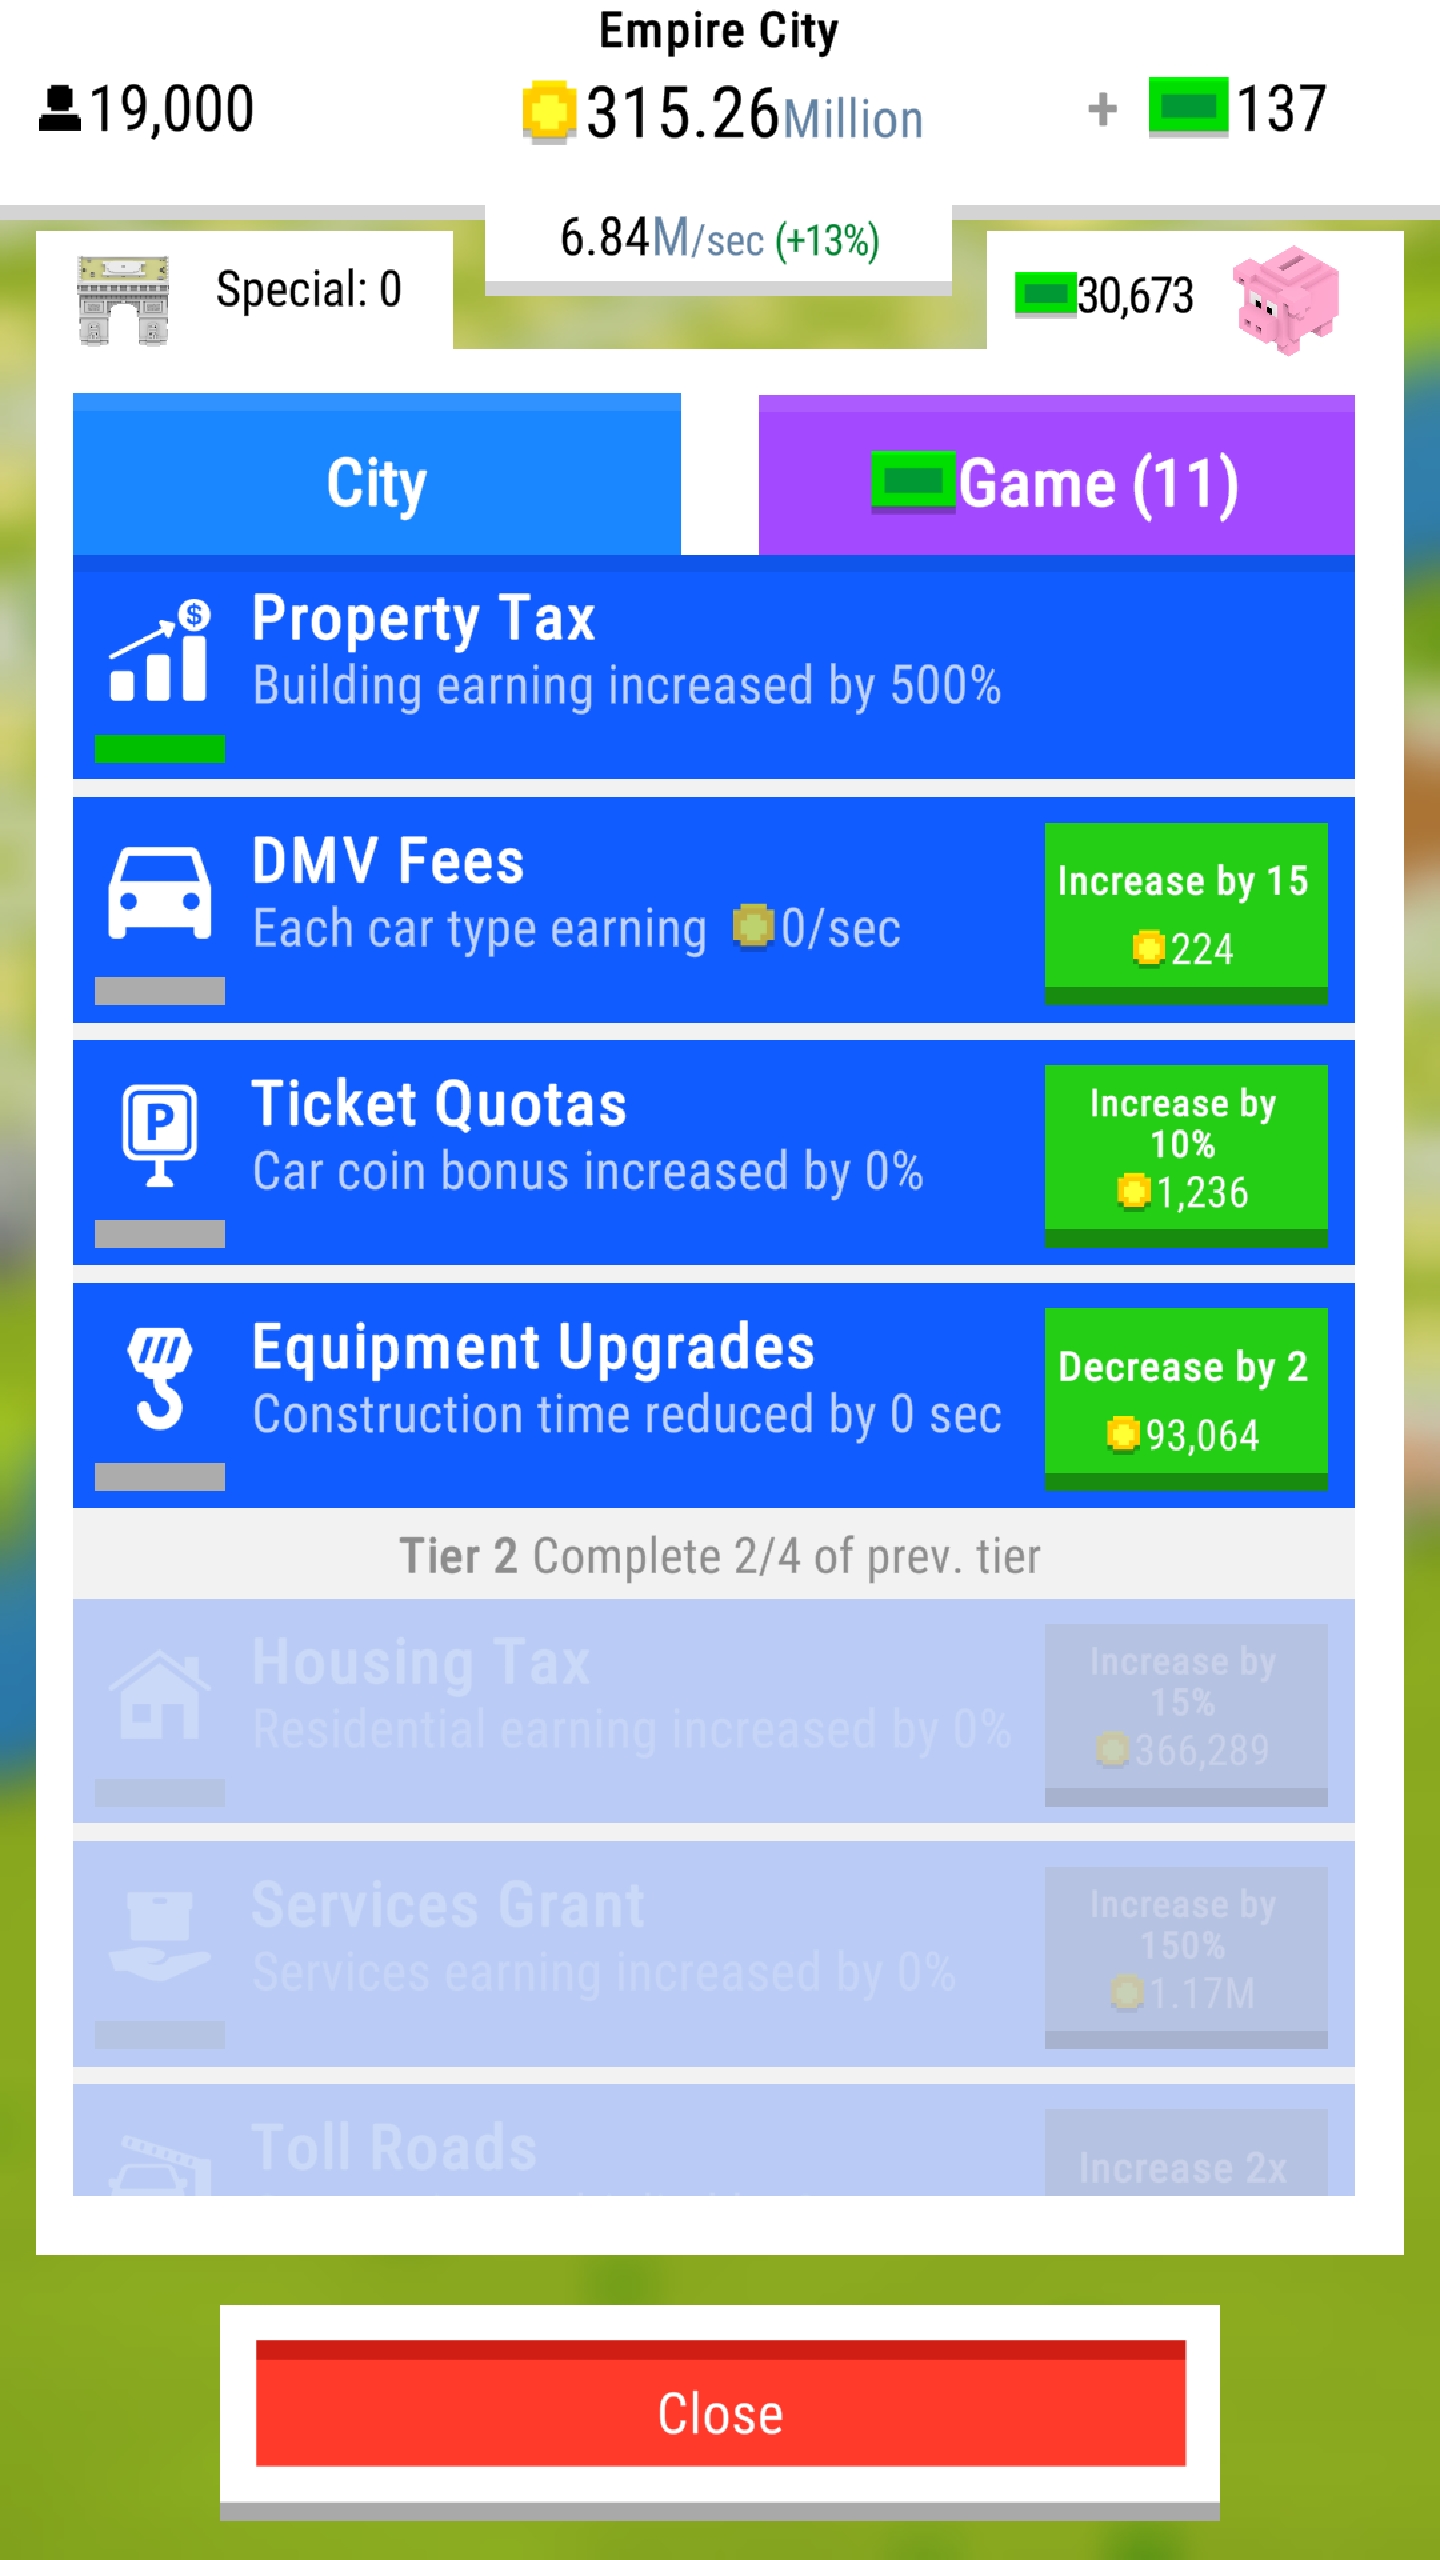 Empire City
19,000
315.26Million
+ 137
6.84M/sec (+13%)
Special: 0
30,673
City
Game (11)
Property Tax
Building earning increased by 500%
DMV Fees
Each car type earning 0/sec
Increase by 15
224
Ticket Quotas
Car coin bonus increased by 0%
Increase by
10%
1,236
Equipment Upgrades
Construction time reduced by 0 sec
Decrease by 2
93,064
Tier 2 Complete 2/4 of prev. tier
Housing Tax
Residential earning increased by 0%
Increase by
15%
366,289
Services Grant
Services earning increased by 0%
Increase by
150%
1.17M
Toll Roads
Increase 2x
Close